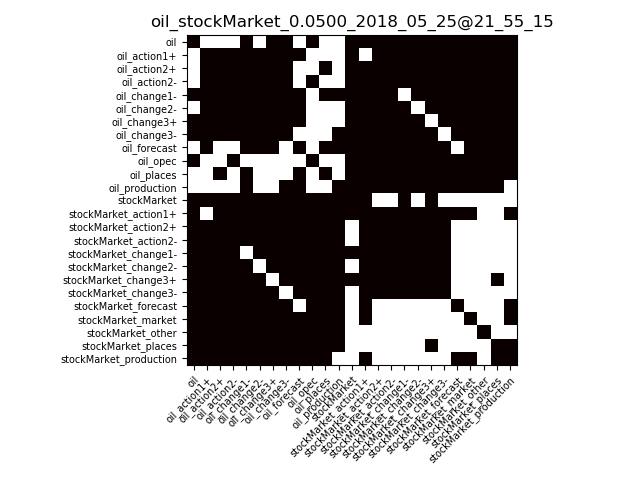 oil_stockMarket_0.0500_2018_05_25@21_55_15
oil
oil_action1+
oil_action2+
oil_action2-
oil_change1-
oil_change2-
oil_change3+
oil_change3-
oil_forecast
oil_opec
oil_places
oil_production
stockMarket
stockMarket_action1+
stockMarket_action2+
stockMarket_action2-
stockMarket_change1-
stockMarket_change2-
stockMarket_change3+
stockMarket_change3-
stockMarket_forecast
stockMarket_market
stockMarket_other
stockMarket_places
stockMarket_production
oil
oil_action1+
oil_action2+
oil_action2-
oil_change1-
oil_change2-
oil_change3+
oil_change3-
oil_forecast
oil_opec
oil_places
oil_production
stockMarket
stockMarket_action1+
stockMarket_action2+
stockMarket_action2-
stockMarket_change1-
stockMarket_change2-
stockMarket_change3+
stockMarket_change3-
stockMarket_forecast
stockMarket_market
stockMarket_other
stockMarket_places
stockMarket_production